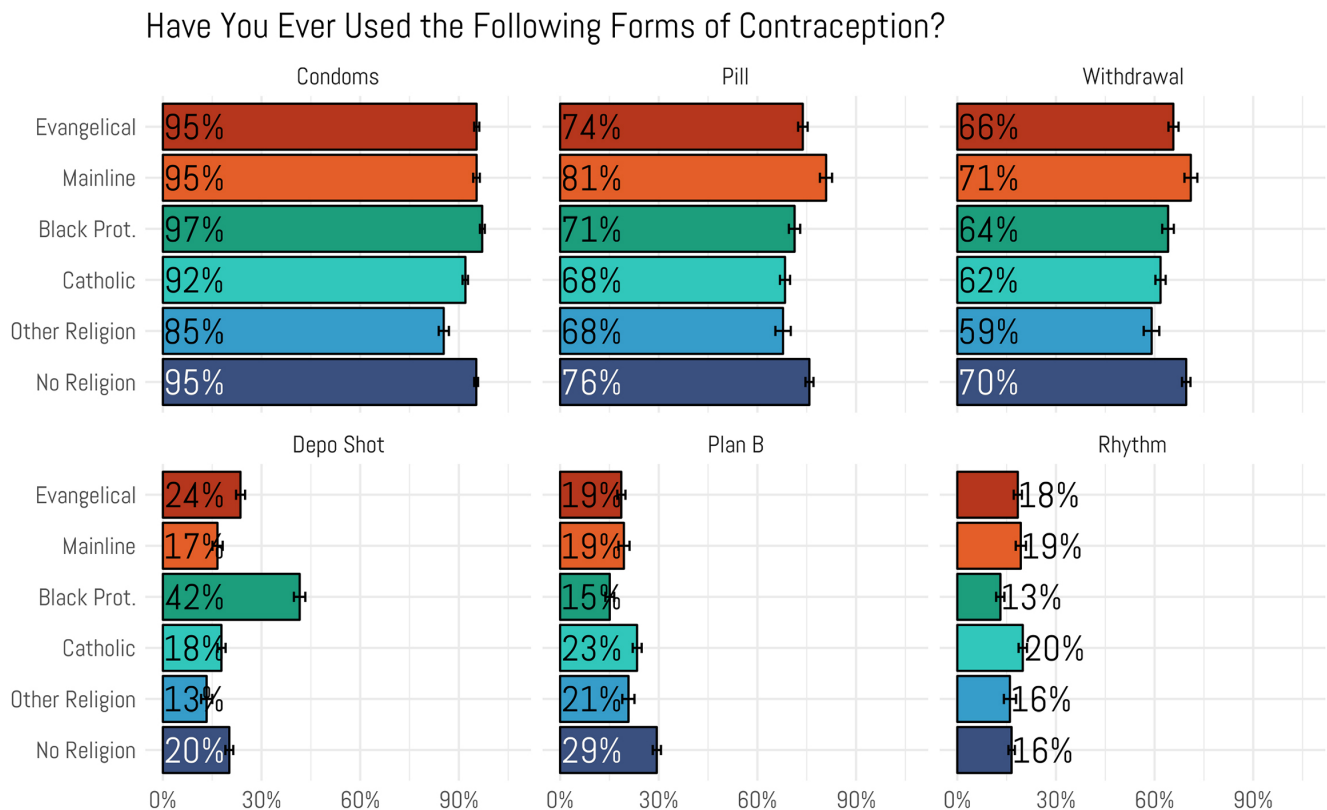 Have You Ever Used the Following Forms of Contraception?
Condoms Pill Withdrawal
Evangelical 95% 74% 66%
Mainline 95% 81% 71%
Black Prot. 97% 71% 64%
Catholic 92% 68% 62%
Other Religion 85% 68% 59%
No Religion 95% 76% 70%
Depo Shot Plan B Rhythm
Evangelical 24% 19% 18%
Mainline 17% 19% 19%
Black Prot. 42% 15% 13%
Catholic 18% 23% 20%
Other Religion 13% 21% 16%
No Religion 20% 29% 16%
0% 30% 60% 90% 0% 30% 60% 90% 0% 30% 60% 90%